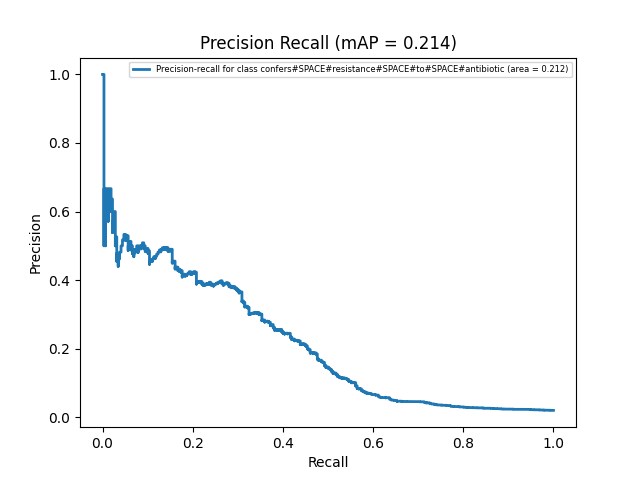 Precision Recall (mAP = 0.214)
Precision-recall for class confers#SPACE#resistance#SPACE#to#SPACE#antibiotic (area = 0.212)
1.0
0.8
0.6
0.4
0.2
0.0
Precision
0.0 0.2 0.4 0.6 0.8 1.0
Recall